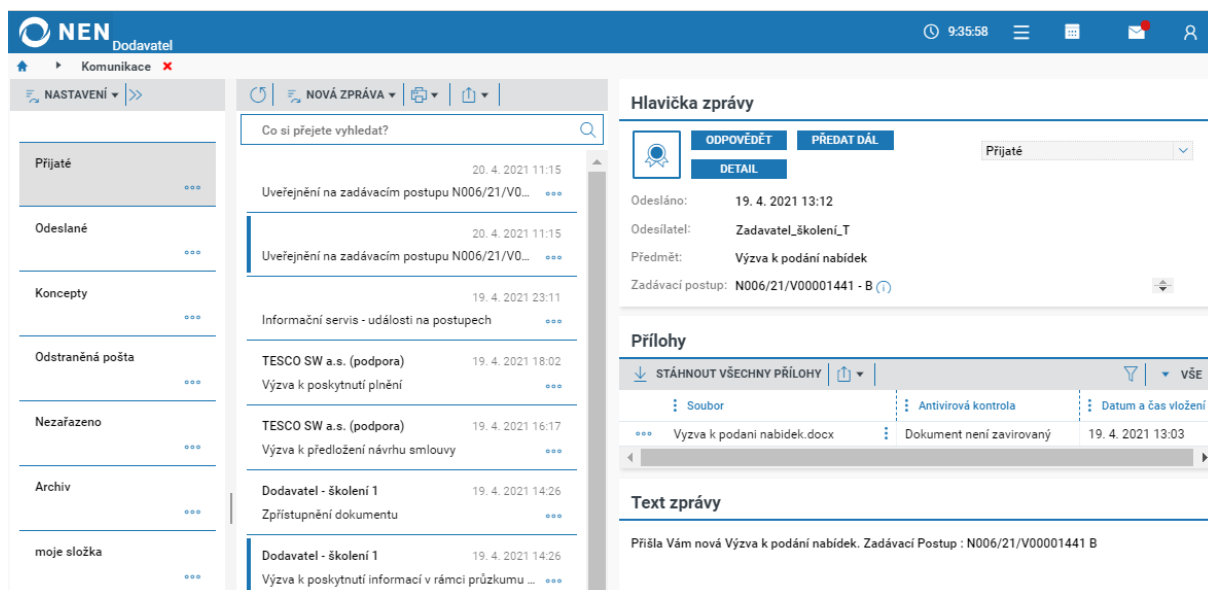 NEN Dodavatel
9:35:58
Komunikace
NASTAVENÍ
Přijaté
Odeslané
Koncepty
Odstraněná pošta
Nezařazeno
Archiv
moje složka
NOVÁ ZPRÁVA
Co si přejete vyhledat?
20. 4. 2021 11:15
Uveřejnění na zadávacím postupu N006/21/V0...
20. 4. 2021 11:15
Uveřejnění na zadávacím postupu N006/21/V0...
19. 4. 2021 23:11
Informační servis - události na postupech
TESCO SW a.s. (podpora) 19. 4. 2021 18:02
Výzva k poskytnutí plnění
TESCO SW a.s. (podpora) 19. 4. 2021 16:17
Výzva k předložení návrhu smlouvy
Dodavatel - školení 1 19. 4. 2021 14:26
Zpřístupnění dokumentu
Dodavatel - školení 1 19. 4. 2021 14:26
Výzva k poskytnutí informací v rámci průzkumu ...
Hlavička zprávy
ODPOVĚDĚT PŘEDAT DÁL
DETAIL
Přijaté
Odesláno: 19. 4. 2021 13:12
Odesílatel: Zadavatel_školení_T
Předmět: Výzva k podání nabídek
Zadávací postup: N006/21/V00001441 - B
Přílohy
STÁHNOUT VŠECHNY PŘÍLOHY VŠE
Soubor Antivirová kontrola Datum a čas vložení
Vyzva k podani nabidek.docx Dokument není zavirovaný 19. 4. 2021 13:03
Text zprávy
Přišla Vám nová Výzva k podání nabídek. Zadávací Postup : N006/21/V00001441 B